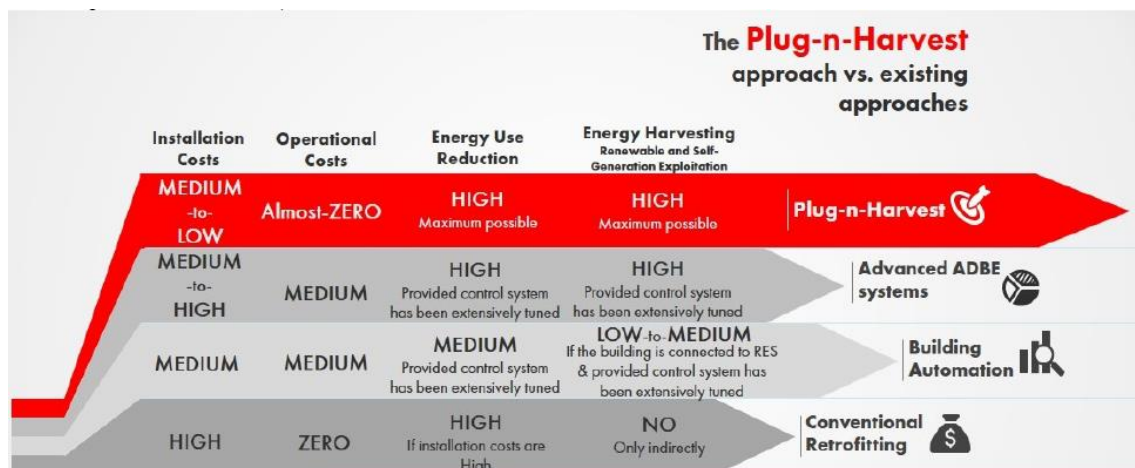 The Plug-n-Harvest
approach vs. existing
approaches
Installation
Costs
Operational
Costs
Energy Use
Reduction
Energy Harvesting
Renewable and Self-
Generation Exploitation
MEDIUM
-to-
LOW
Almost-ZERO
HIGH
Maximum possible
HIGH
Maximum possible
Plug-n-Harvest
MEDIUM
-to-
HIGH
MEDIUM
HIGH
Provided control system
has been extensively tuned
HIGH
Provided control system
has been extensively tuned
Advanced ADBE
systems
MEDIUM
MEDIUM
MEDIUM
Provided control system
has been extensively tuned
LOW-to-MEDIUM
If the building is connected to RES
& provided control system has
been extensively tuned
Building
Automation
HIGH
ZERO
HIGH
If installation costs are
High
NO
Only indirectly
Conventional
Retrofitting
$